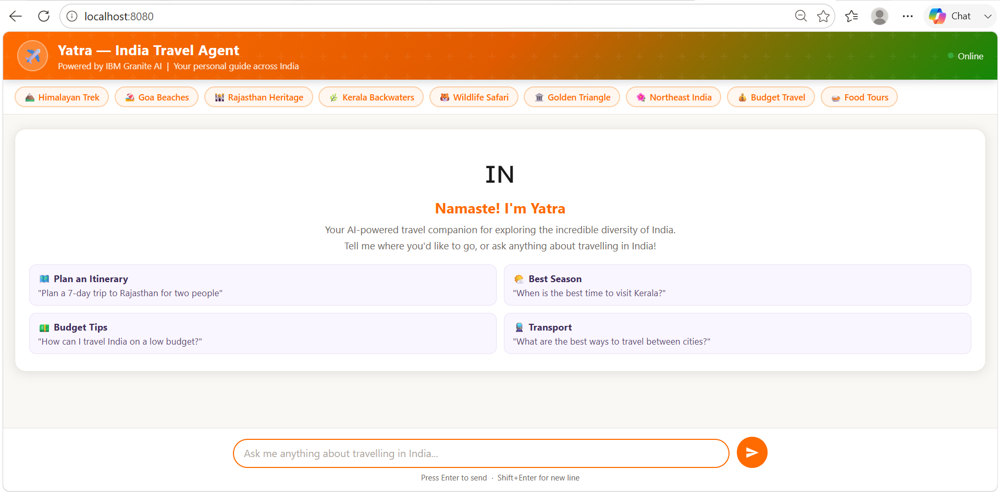 localhost:8080
Chat
Yatra — India Travel Agent
Powered by IBM Granite AI | Your personal guide across India
Online
Himalayan Trek
Goa Beaches
Rajasthan Heritage
Kerala Backwaters
Wildlife Safari
Golden Triangle
Northeast India
Budget Travel
Food Tours
IN
Namaste! I'm Yatra
Your AI-powered travel companion for exploring the incredible diversity of India.
Tell me where you'd like to go, or ask anything about travelling in India!
Plan an Itinerary
"Plan a 7-day trip to Rajasthan for two people"
Best Season
"When is the best time to visit Kerala?"
Budget Tips
"How can I travel India on a low budget?"
Transport
"What are the best ways to travel between cities?"
Ask me anything about travelling in India...
Press Enter to send · Shift+Enter for new line